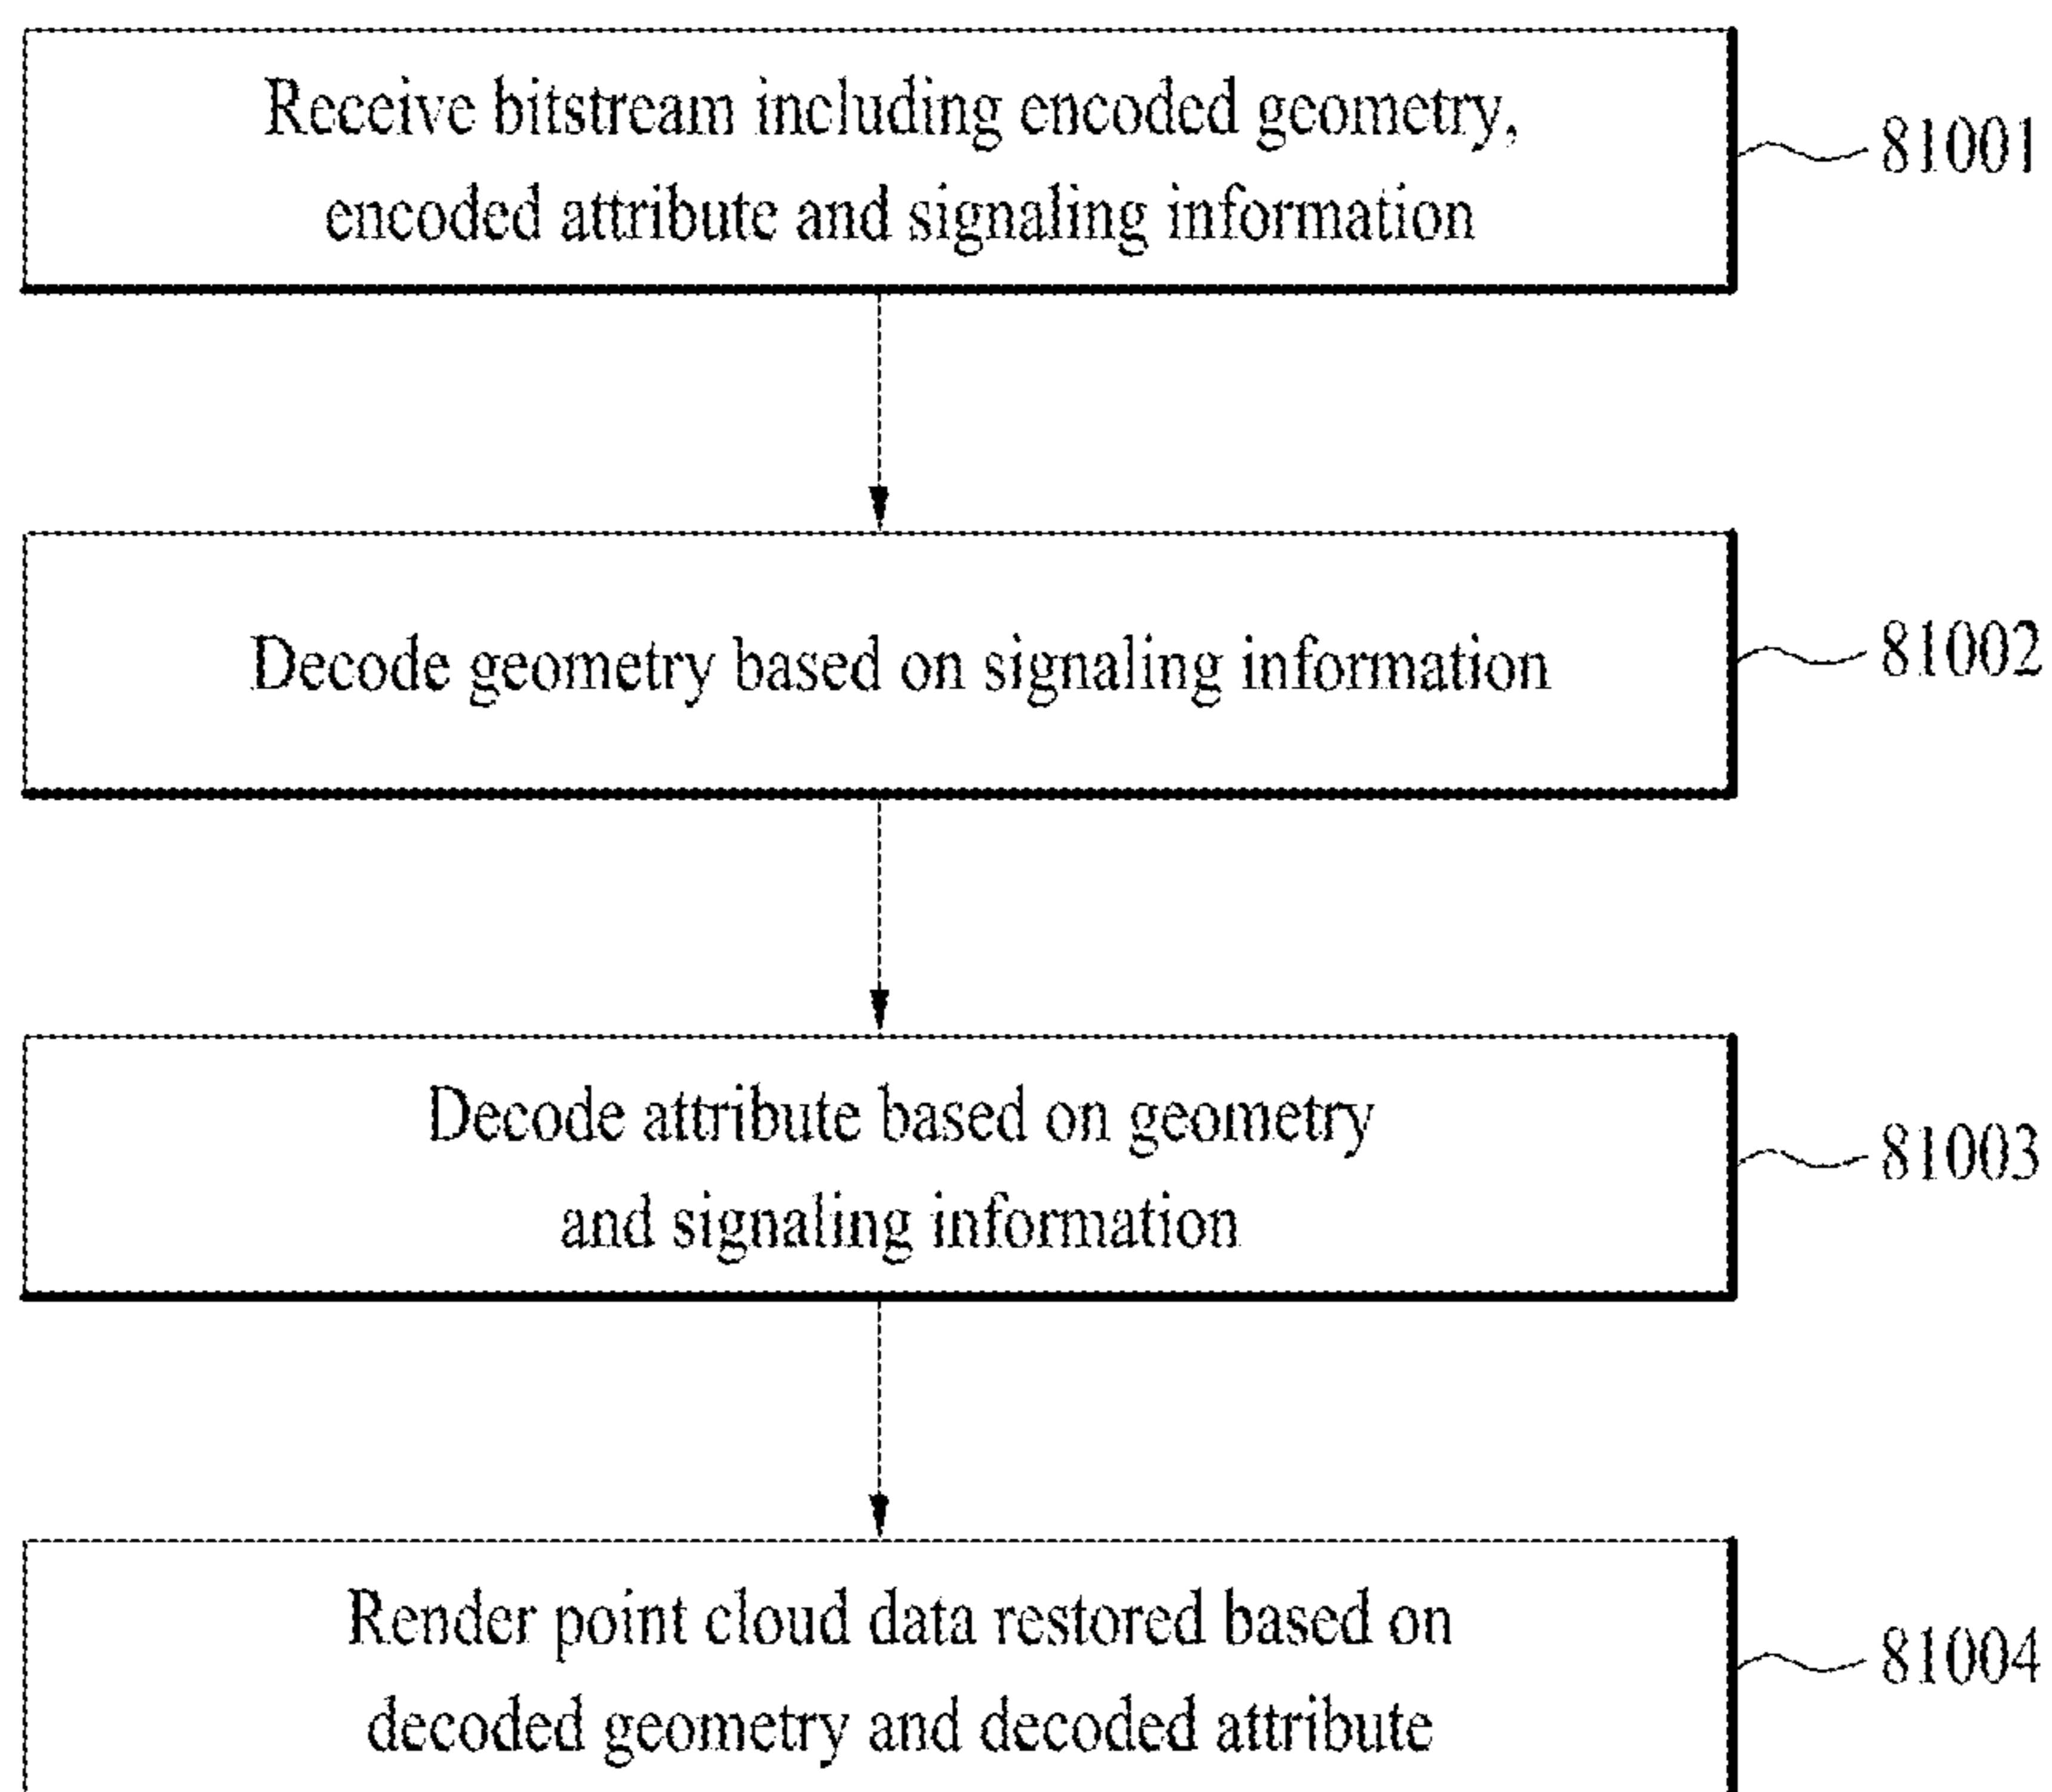 Receive bitstream including encoded geometry,
encoded attribute and signaling information
81001
Decode geometry based on signaling information
81002
Decode attribute based on geometry
and signaling information
81003
Render point cloud data restored based on
decoded geometry and decoded attribute
81004